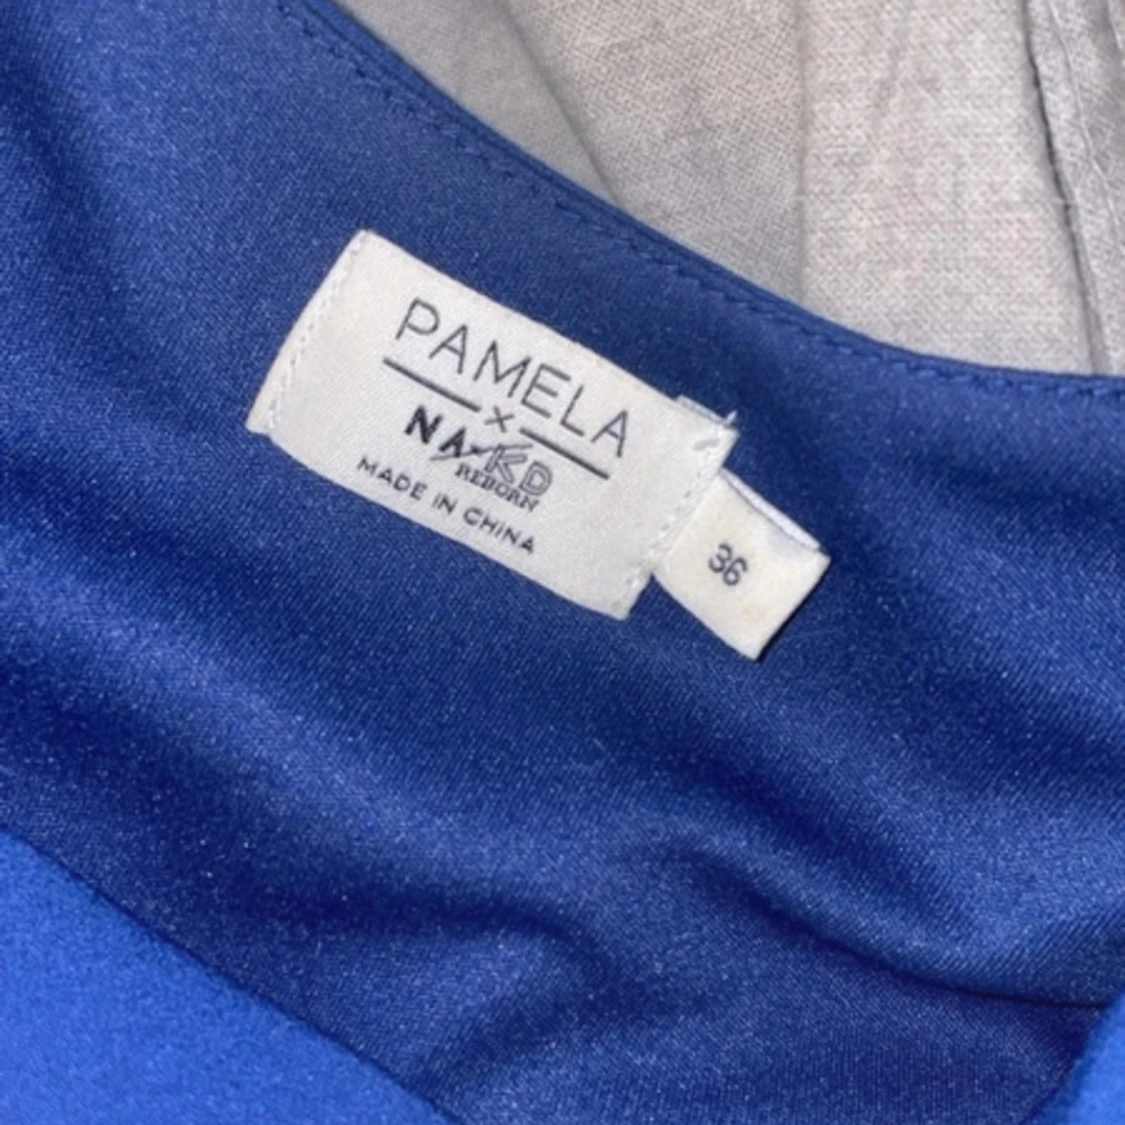 PAMELA
×
NA-KD
REBORN
MADE IN CHINA
36